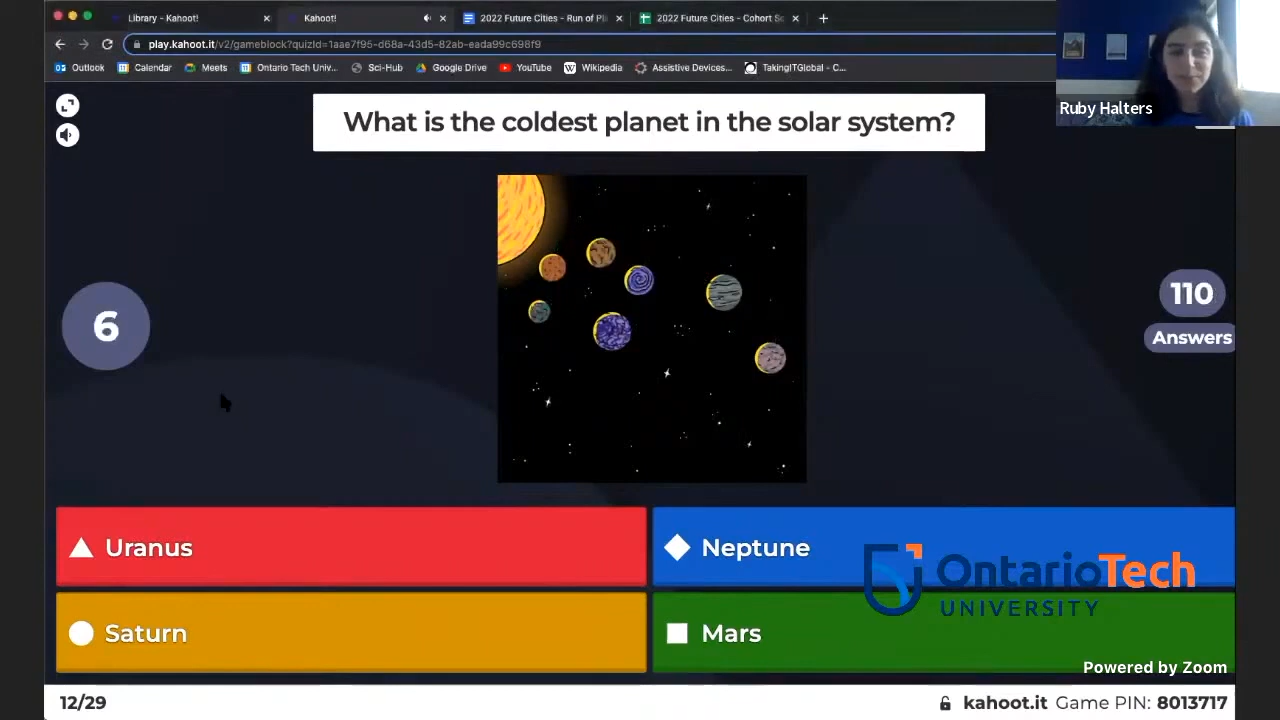 Library - Kahoot!
Kahoot!
2022 Future Cities - Run of Pl
2022 Future Cities - Cohort Sc
play.kahoot.it/v2/gameblock?quizId=1aae7f95-d68a-43d5-82ab-eada99c698f9
Outlook
Calendar
Meets
Ontario Tech Univ...
Sci-Hub
Google Drive
YouTube
Wikipedia
Assistive Devices...
TakingITGlobal - C...
Ruby Halters
What is the coldest planet in the solar system?
6
110
Answers
Uranus
Neptune
OntarioTech
UNIVERSITY
Saturn
Mars
Powered by Zoom
12/29
kahoot.it Game PIN: 8013717